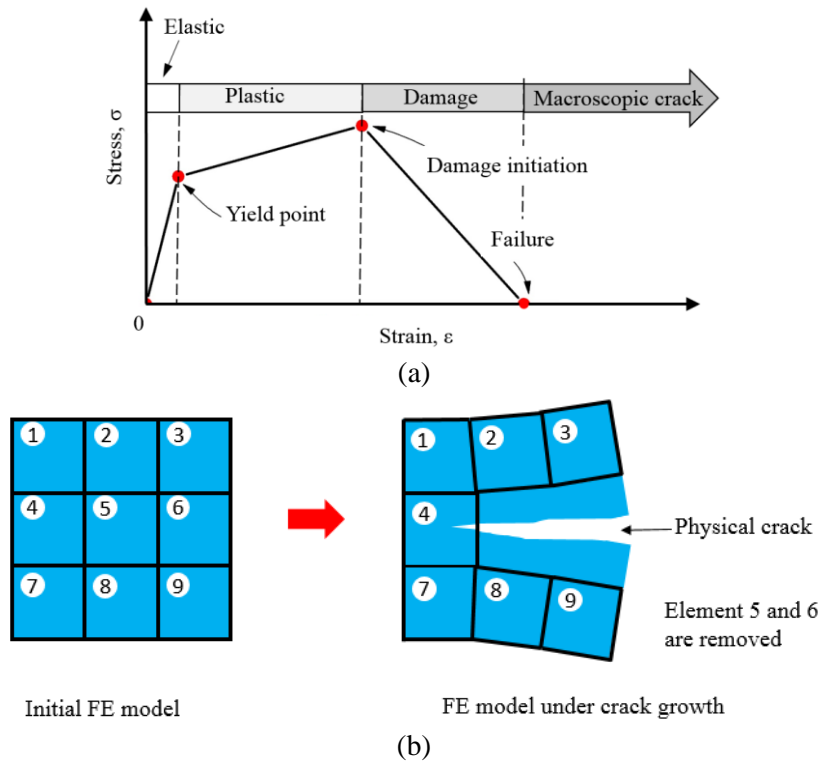 Elastic
Plastic
Damage
Macroscopic crack
Stress, σ
Damage initiation
Yield point
Failure
0
Strain, ε
(a)
1 2 3
4 5 6
7 8 9
1 2 3
4
7 8 9
Physical crack
Element 5 and 6
are removed
Initial FE model
FE model under crack growth
(b)